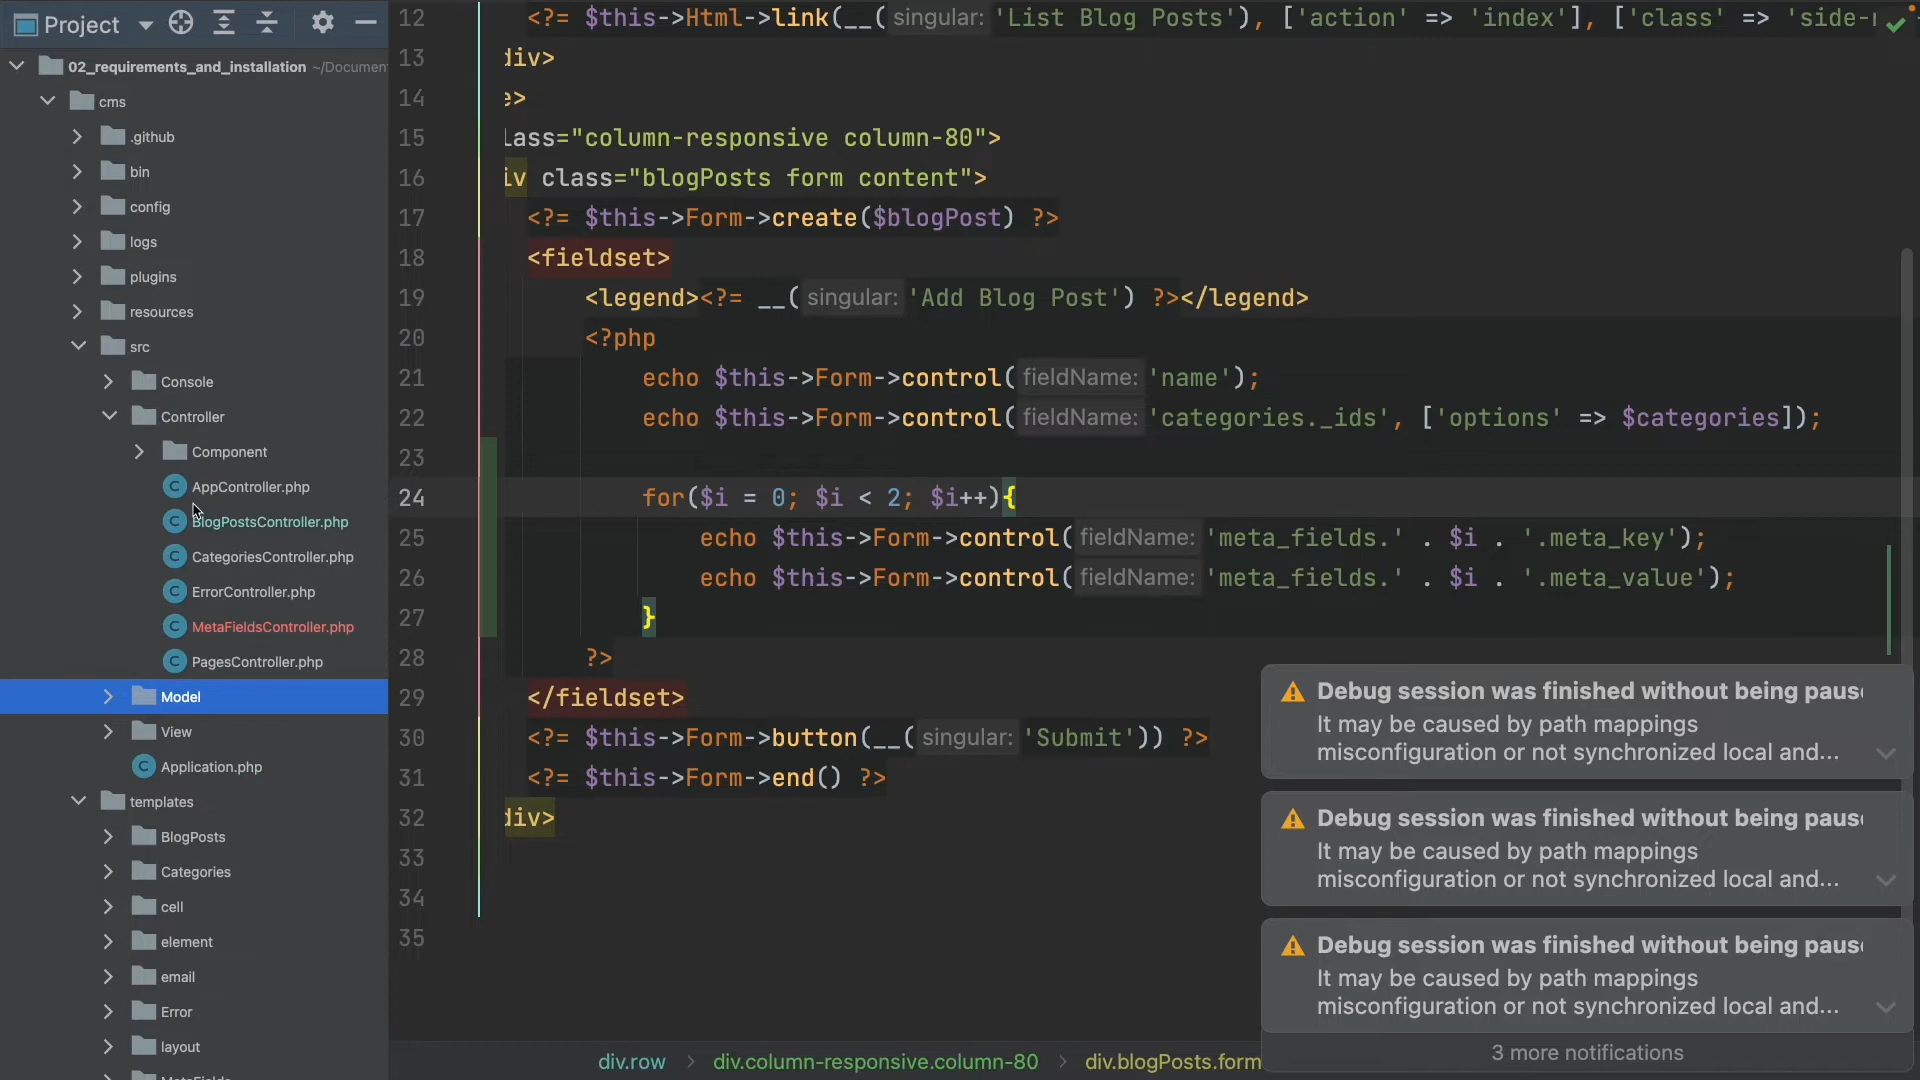 Project
02_requirements_and_installation ~/Documen
cms
.github
bin
config
logs
plugins
resources
src
Console
Controller
Component
AppController.php
BlogPostsController.php
CategoriesController.php
ErrorController.php
MetaFieldsController.php
PagesController.php
Model
View
Application.php
templates
BlogPosts
Categories
cell
element
email
Error
layout
12 <?= $this->Html->link(__( singular: 'List Blog Posts'), ['action' => 'index'], ['class' => 'side-
13 div>
14 e>
15 lass="column-responsive column-80">
16 iv class="blogPosts form content">
17 <?= $this->Form->create($blogPost) ?>
18 <fieldset>
19 <legend><?= __( singular: 'Add Blog Post') ?></legend>
20 <?php
21 echo $this->Form->control( fieldName: 'name');
22 echo $this->Form->control( fieldName: 'categories._ids', ['options' => $categories]);
23
24 for($i = 0; $i < 2; $i++){
25 echo $this->Form->control( fieldName: 'meta_fields.' . $i . '.meta_key');
26 echo $this->Form->control( fieldName: 'meta_fields.' . $i . '.meta_value');
27 }
28 ?>
29 </fieldset>
30 <?= $this->Form->button(__( singular: 'Submit')) ?>
31 <?= $this->Form->end() ?>
32 div>
33
34
35
Debug session was finished without being paus
It may be caused by path mappings
misconfiguration or not synchronized local and...
Debug session was finished without being paus
It may be caused by path mappings
misconfiguration or not synchronized local and...
Debug session was finished without being paus
It may be caused by path mappings
misconfiguration or not synchronized local and...
3 more notifications
div.row > div.column-responsive.column-80 > div.blogPosts.form